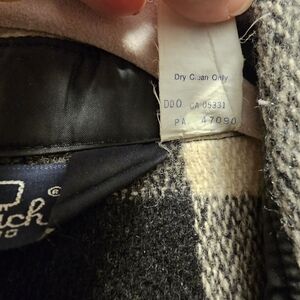 Dry Clean Only
DDO CA 05331
PA. 47090
®